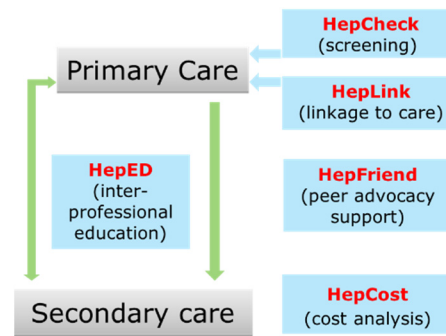 HepCheck
(screening)
Primary Care
HepLink
(linkage to care)
HepED
(inter-
professional
education)
HepFriend
(peer advocacy
support)
Secondary care
HepCost
(cost analysis)